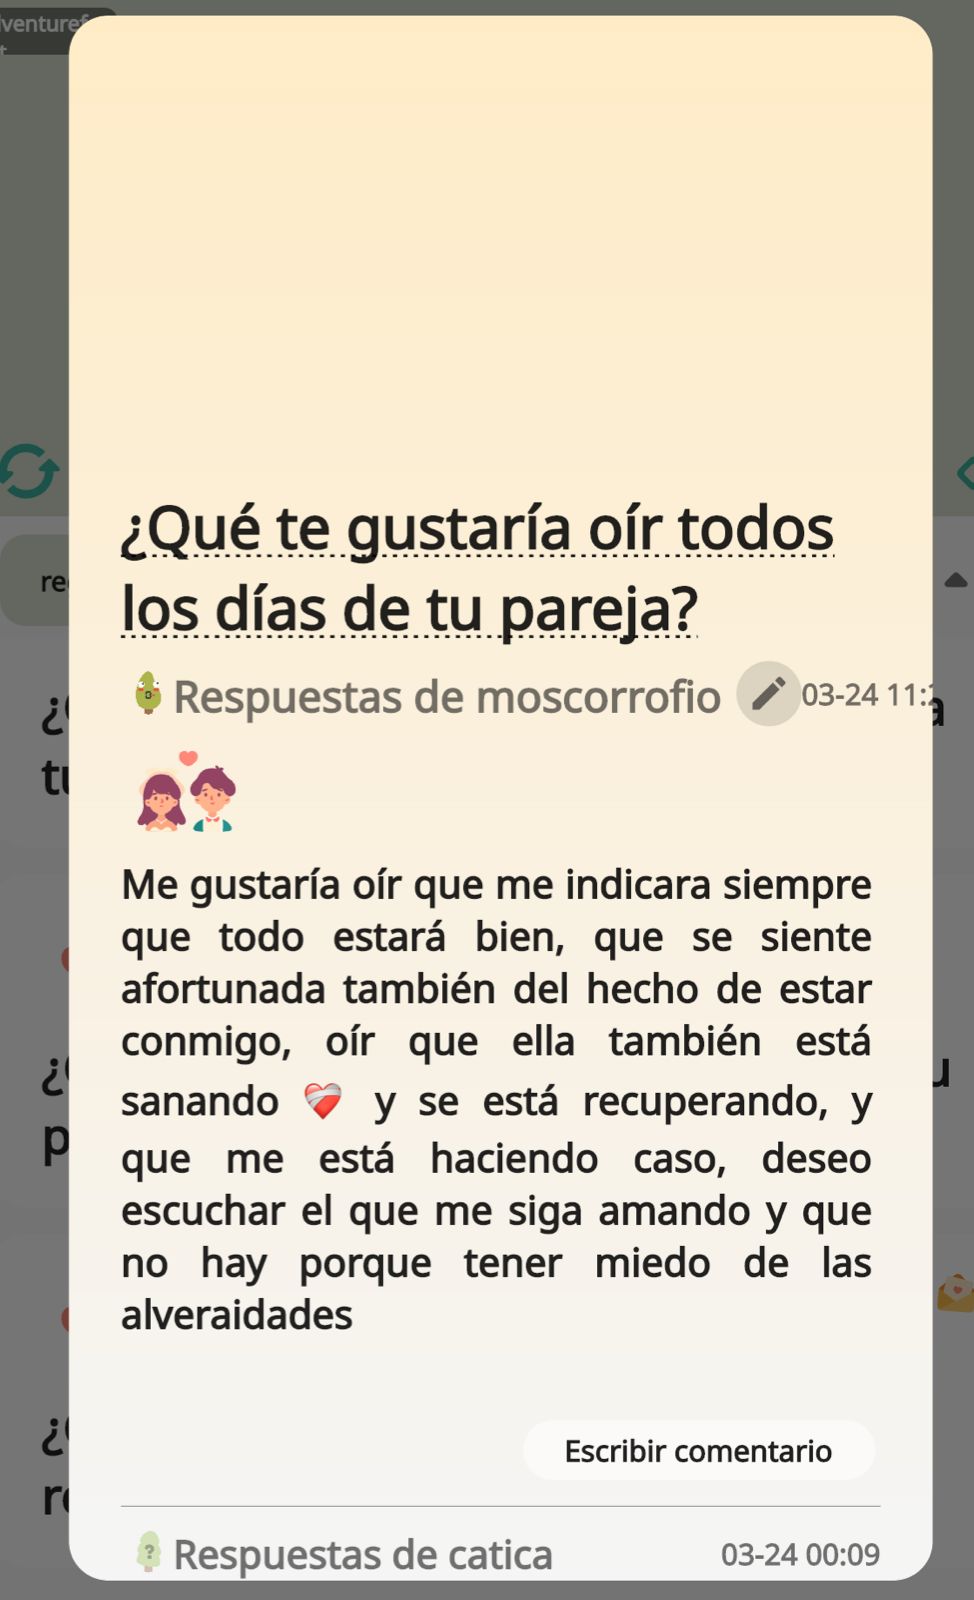 ¿Qué te gustaría oír todos
los días de tu pareja?
Respuestas de moscorrofio
03-24 11:
Me gustaría oír que me indicara siempre
que todo estará bien, que se siente
afortunada también del hecho de estar
conmigo, oír que ella también está
sanando ❤️‍🩹 y se está recuperando, y
que me está haciendo caso, deseo
escuchar el que me siga amando y que
no hay porque tener miedo de las
alveraidades
Escribir comentario
Respuestas de catica
03-24 00:09